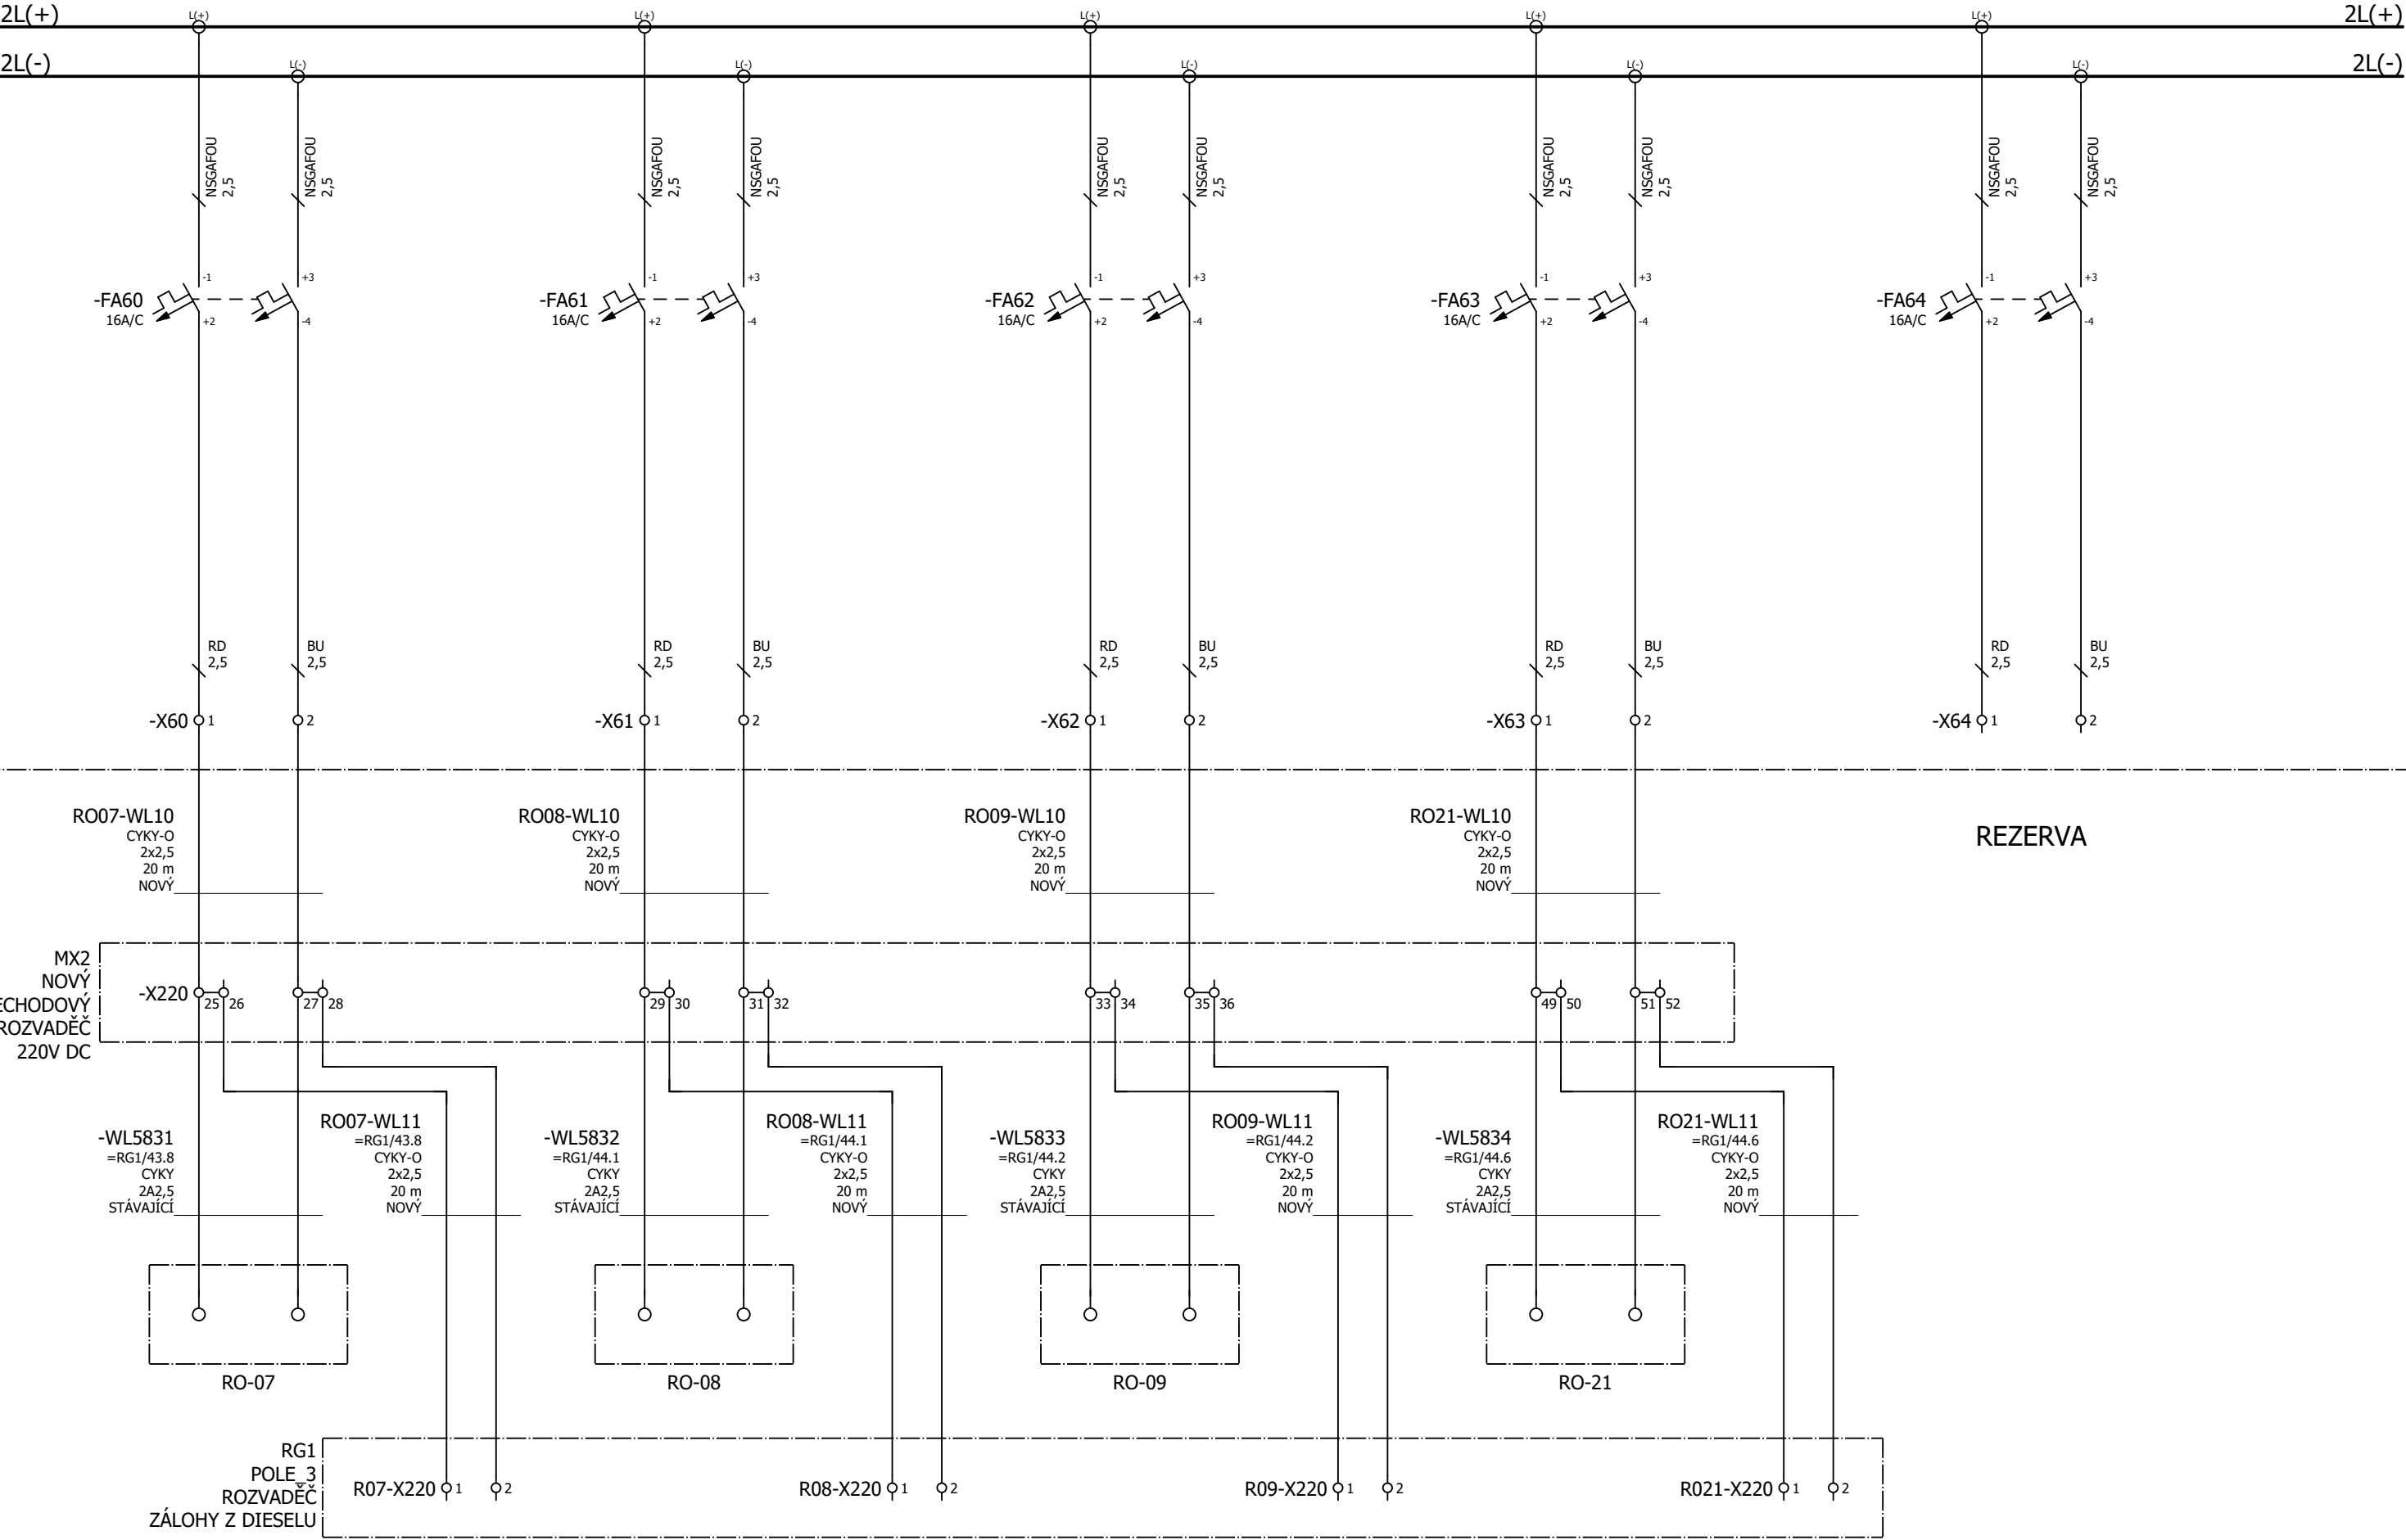 2L(+)
L(+)
L(+)
L(+)
L(+)
L(+)
2L(+)
2L(-)
L(-)
L(-)
L(-)
L(-)
L(-)
2L(-)
NSGAFOU
2,5
NSGAFOU
2,5
NSGAFOU
2,5
NSGAFOU
2,5
NSGAFOU
2,5
NSGAFOU
2,5
NSGAFOU
2,5
NSGAFOU
2,5
NSGAFOU
2,5
NSGAFOU
2,5
-FA60
16A/C
-1
+2
+3
-4
-FA61
16A/C
-1
+2
+3
-4
-FA62
16A/C
-1
+2
+3
-4
-FA63
16A/C
-1
+2
+3
-4
-FA64
16A/C
-1
+2
+3
-4
RD
2,5
BU
2,5
RD
2,5
BU
2,5
RD
2,5
BU
2,5
RD
2,5
BU
2,5
RD
2,5
BU
2,5
-X60 1 2
-X61 1 2
-X62 1 2
-X63 1 2
-X64 1 2
RO07-WL10
CYKY-O
2x2,5
20 m
NOVÝ
RO08-WL10
CYKY-O
2x2,5
20 m
NOVÝ
RO09-WL10
CYKY-O
2x2,5
20 m
NOVÝ
RO21-WL10
CYKY-O
2x2,5
20 m
NOVÝ
REZERVA
MX2
NOVÝ
ECHODOVÝ
ROZVADĚČ
220V DC
-X220 25 26 27 28 29 30 31 32 33 34 35 36 49 50 51 52
-WL5831
=RG1/43.8
CYKY
2A2,5
STÁVAJÍCÍ
RO07-WL11
=RG1/43.8
CYKY-O
2x2,5
20 m
NOVÝ
-WL5832
=RG1/44.1
CYKY
2A2,5
STÁVAJÍCÍ
RO08-WL11
=RG1/44.1
CYKY-O
2x2,5
20 m
NOVÝ
-WL5833
=RG1/44.2
CYKY
2A2,5
STÁVAJÍCÍ
RO09-WL11
=RG1/44.2
CYKY-O
2x2,5
20 m
NOVÝ
-WL5834
=RG1/44.6
CYKY
2A2,5
STÁVAJÍCÍ
RO21-WL11
=RG1/44.6
CYKY-O
2x2,5
20 m
NOVÝ
RO-07
RO-08
RO-09
RO-21
RG1
POLE_3
ROZVADĚČ
ZÁLOHY Z DIESELU
R07-X220 1 2
R08-X220 1 2
R09-X220 1 2
R021-X220 1 2